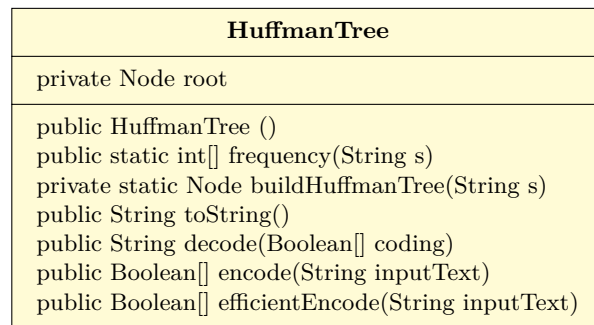 HuffmanTree
private Node root
public HuffmanTree ()
public static int[] frequency(String s)
private static Node buildHuffmanTree(String s)
public String toString()
public String decode(Boolean[] coding)
public Boolean[] encode(String inputText)
public Boolean[] efficientEncode(String inputText)